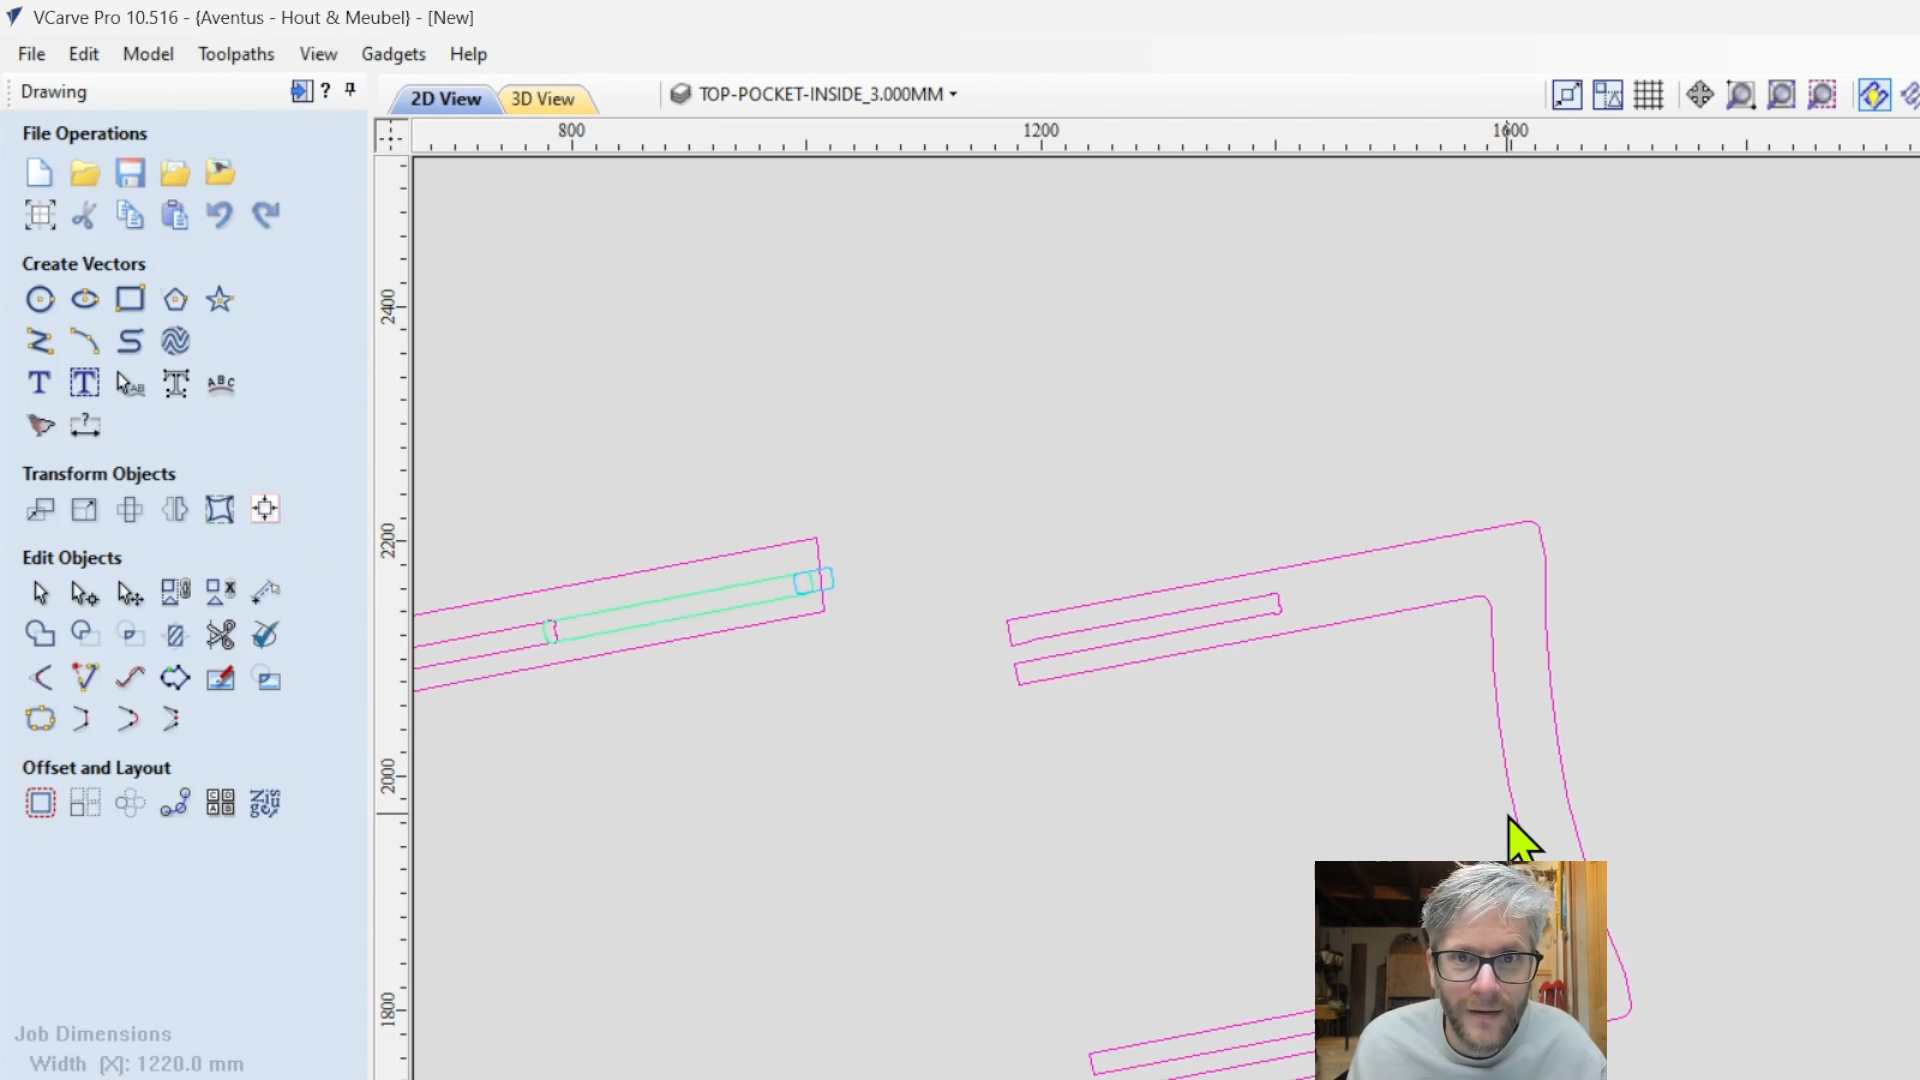 VCarve Pro 10.516 - {Aventus - Hout & Meubel} - [New]
File Edit Model Toolpaths View Gadgets Help
Drawing
?
2D View
3D View
TOP-POCKET-INSIDE_3.000MM
800
1200
1600
File Operations
Create Vectors
Transform Objects
Edit Objects
Offset and Layout
2400
2200
2000
1800
Job Dimensions
Width (X): 1220.0 mm